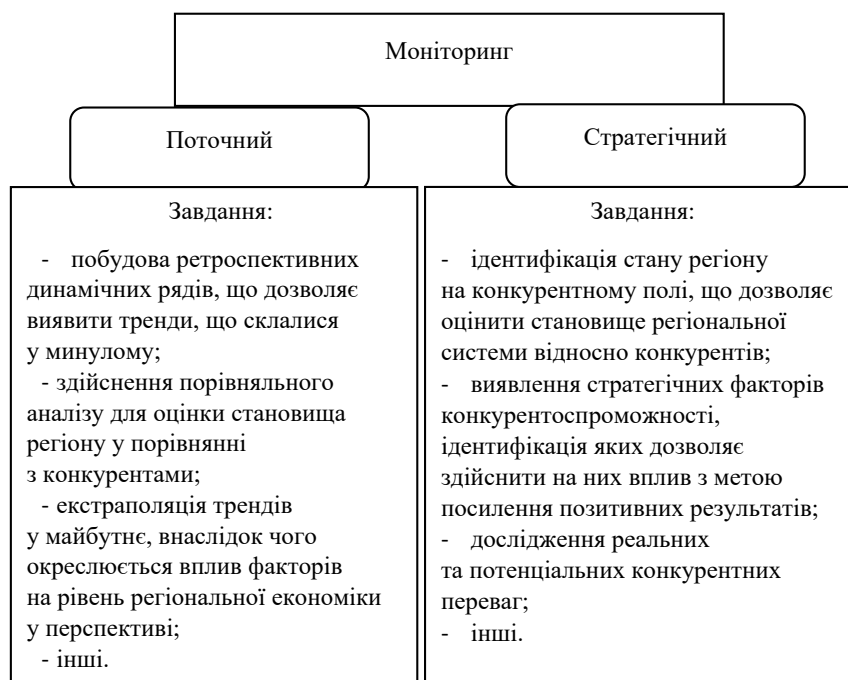 Моніторинг
Поточний
Стратегічний
Завдання:
- побудова ретроспективних
динамічних рядів, що дозволяє
виявити тренди, що склалися
у минулому;
- здійснення порівняльного
аналізу для оцінки становища
регіону у порівнянні
з конкурентами;
- екстраполяція трендів
у майбутнє, внаслідок чого
окреслюється вплив факторів
на рівень регіональної економіки
у перспективі;
- інші.
Завдання:
- ідентифікація стану регіону
на конкурентному полі, що дозволяє
оцінити становище регіональної
системи відносно конкурентів;
- виявлення стратегічних факторів
конкурентоспроможності,
ідентифікація яких дозволяє
здійснити на них вплив з метою
посилення позитивних результатів;
- дослідження реальних
та потенціальних конкурентних
переваг;
- інші.